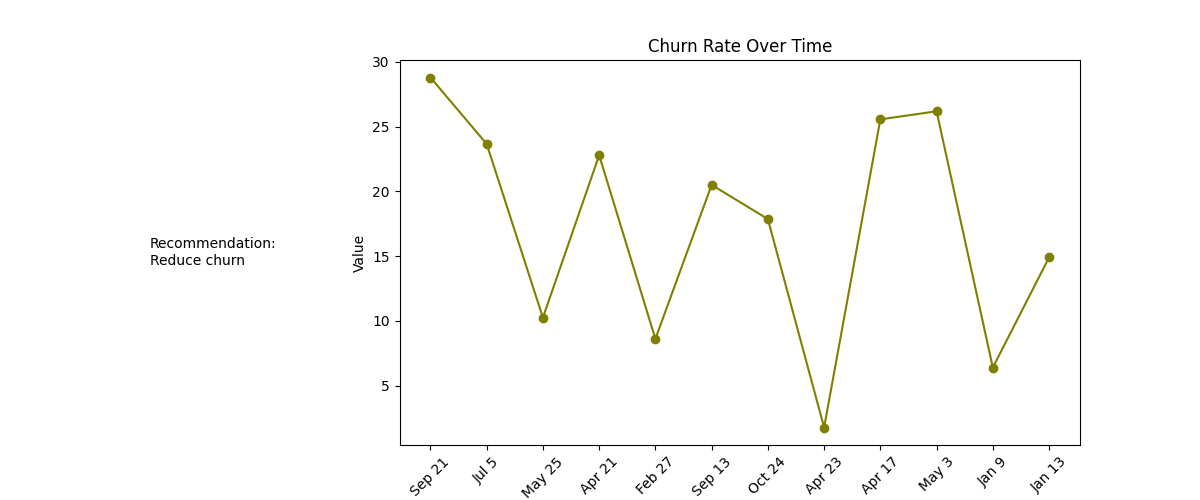 Churn Rate Over Time
Recommendation:
Reduce churn
Value
30
25
20
15
10
5
Sep 21
Jul 5
May 25
Apr 21
Feb 27
Sep 13
Oct 24
Apr 23
Apr 17
May 3
Jan 9
Jan 13